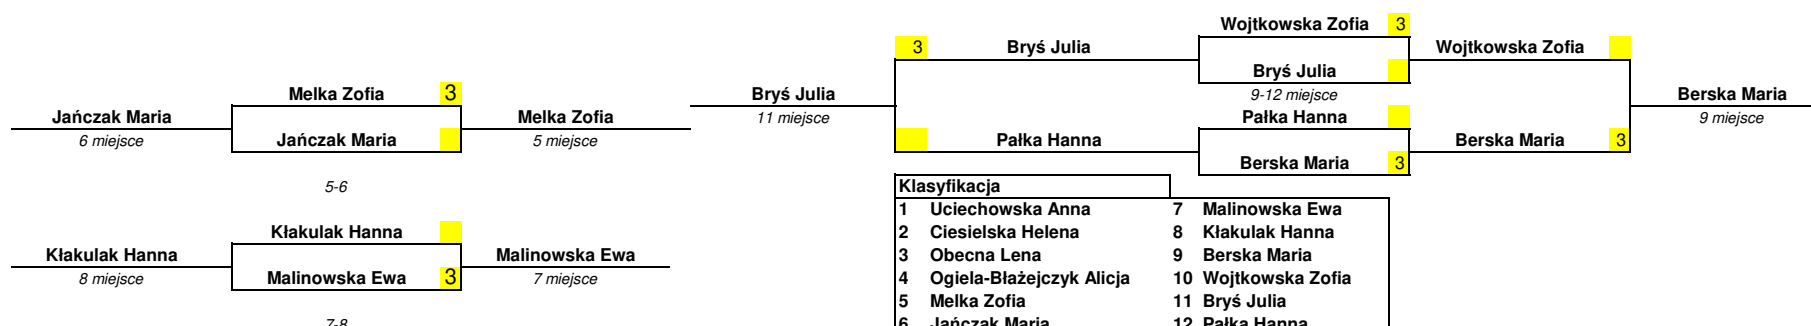 Wojtkowska Zofia 3
3 Bryś Julia Wojtkowska Zofia
Bryś Julia
Melka Zofia 3 Bryś Julia 9-12 miejsce Berska Maria
Jańczak Maria Melka Zofia 11 miejsce Pałka Hanna 9 miejsce
6 miejsce Jańczak Maria 5 miejsce Pałka Hanna Berska Maria 3
Berska Maria 3
5-6 Klasyfikacja
1 Uciechowska Anna 7 Malinowska Ewa
Kłakulak Hanna 2 Ciesielska Helena 8 Kłakulak Hanna
Kłakulak Hanna Malinowska Ewa 3 Obecna Lena 9 Berska Maria
8 miejsce Malinowska Ewa 3 7 miejsce 4 Ogiela-Błażejczyk Alicja 10 Wojtkowska Zofia
5 Melka Zofia 11 Bryś Julia
7-8 6 Jańczak Maria 12 Pałka Hanna